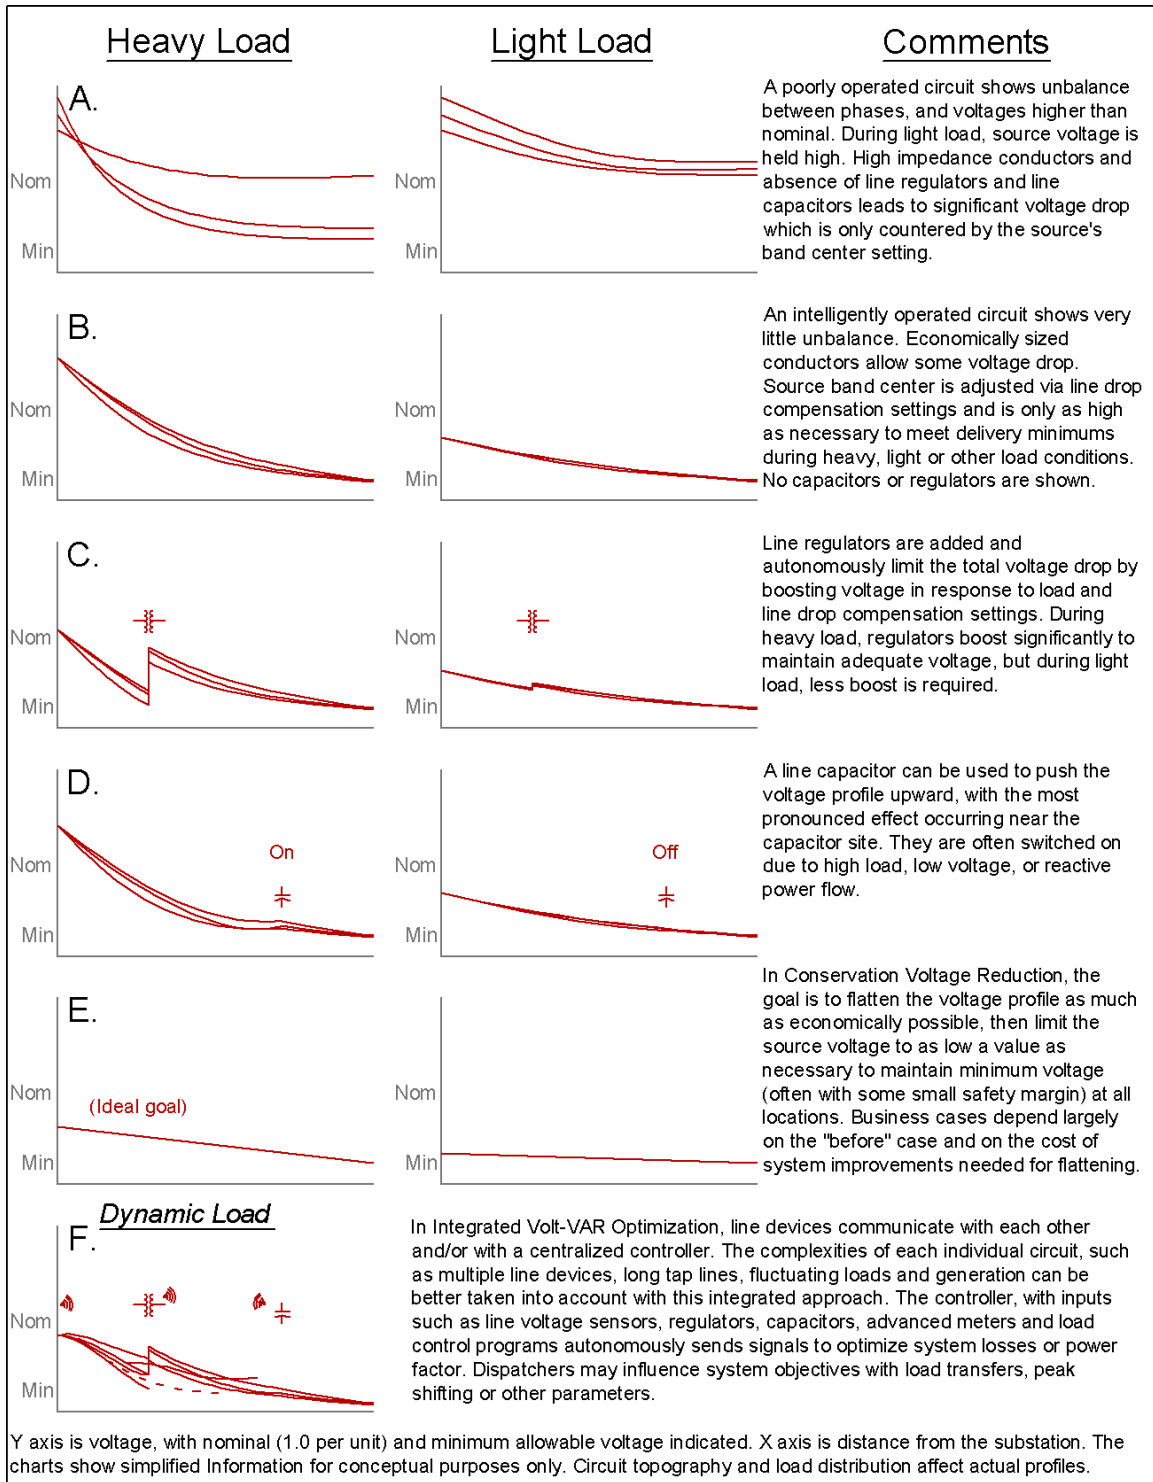 Heavy Load
Light Load
Comments
A.
Nom
Min
A poorly operated circuit shows unbalance
between phases, and voltages higher than
nominal. During light load, source voltage is
held high. High impedance conductors and
absence of line regulators and line
capacitors leads to significant voltage drop
which is only countered by the source's
band center setting.
B.
Nom
Nom
Min
Min
An intelligently operated circuit shows very
little unbalance. Economically sized
conductors allow some voltage drop.
Source band center is adjusted via line drop
compensation settings and is only as high
as necessary to meet delivery minimums
during heavy, light or other load conditions.
No capacitors or regulators are shown.
Nom
Min
C.
Nom
Min
Nom
Min
Line regulators are added and
autonomously limit the total voltage drop by
boosting voltage in response to load and
line drop compensation settings. During
heavy load, regulators boost significantly to
maintain adequate voltage, but during light
load, less boost is required.
D.
Nom
Min
On
Nom
Min
Off
A line capacitor can be used to push the
voltage profile upward, with the most
pronounced effect occurring near the
capacitor site. They are often switched on
due to high load, low voltage, or reactive
power flow.
E.
Nom
Min
(Ideal goal)
Nom
Min
In Conservation Voltage Reduction, the
goal is to flatten the voltage profile as much
as economically possible, then limit the
source voltage to as low a value as
necessary to maintain minimum voltage
(often with some small safety margin) at all
locations. Business cases depend largely
on the "before" case and on the cost of
system improvements needed for flattening.
Dynamic Load
F.
Nom
Min
In Integrated Volt-VAR Optimization, line devices communicate with each other
and/or with a centralized controller. The complexities of each individual circuit, such
as multiple line devices, long tap lines, fluctuating loads and generation can be
better taken into account with this integrated approach. The controller, with inputs
such as line voltage sensors, regulators, capacitors, advanced meters and load
control programs autonomously sends signals to optimize system losses or power
factor. Dispatchers may influence system objectives with load transfers, peak
shifting or other parameters.
Y axis is voltage, with nominal (1.0 per unit) and minimum allowable voltage indicated. X axis is distance from the substation. The
charts show simplified Information for conceptual purposes only. Circuit topography and load distribution affect actual profiles.